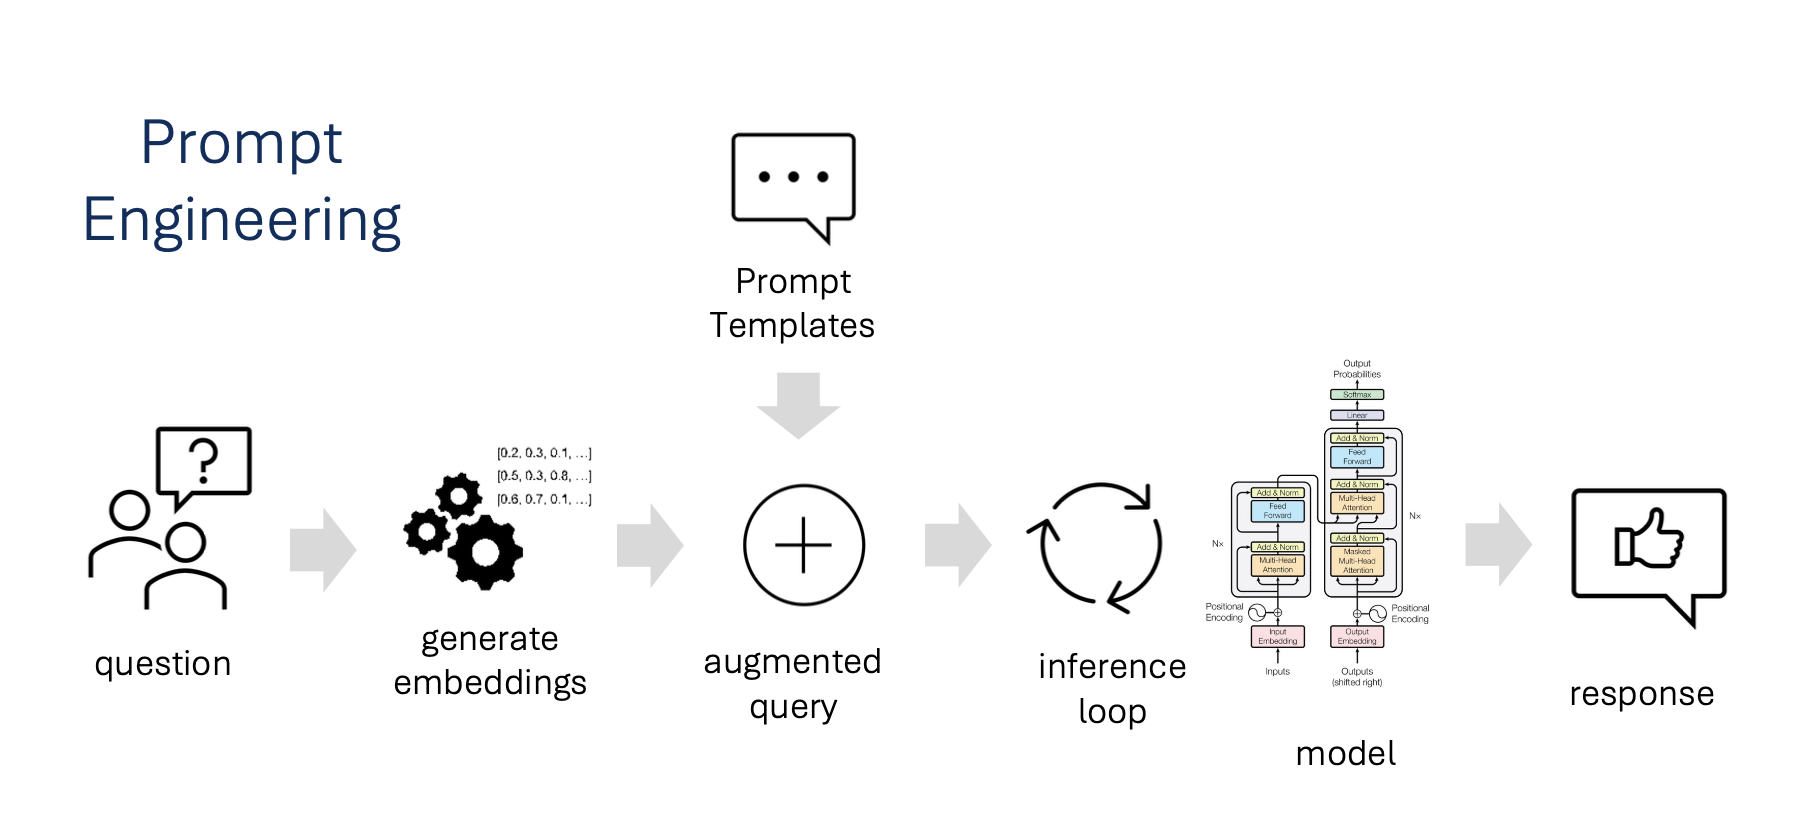 Prompt
Engineering
Prompt
Templates
?
question
[0.2, 0.3, 0.1, ...]
[0.5, 0.3, 0.8, ...]
[0.6, 0.7, 0.1, ...]
generate
embeddings
augmented
query
inference
loop
Output
Probabilities
Softmax
Linear
Add & Norm
Feed
Forward
Add & Norm
Multi-Head
Attention
Add & Norm
Masked
Multi-Head
Attention
Nx
Positional
Encoding
Output
Embedding
Outputs
(shifted right)
Add & Norm
Feed
Forward
Add & Norm
Multi-Head
Attention
Nx
Positional
Encoding
Input
Embedding
Inputs
model
response